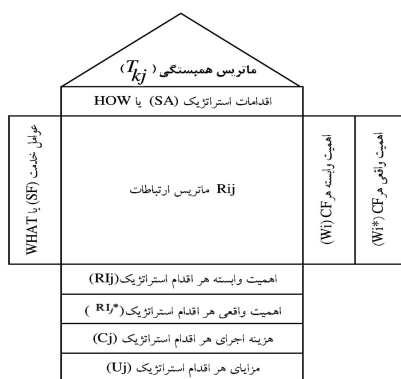 ماتریس همبستگی (Tkj)
اقدامات استراتژیک (SA) یا HOW
عوامل خدمت (SF) یا WHAT
Rij ماتریس ارتباطات
اهمیت وابسته هر CF (Wi)
اهمیت واقعی هر CF (Wi*)
اهمیت وابسته هر اقدام استراتژیک (RIj)
اهمیت واقعی هر اقدام استراتژیک (RIj*)
هزینه اجرای هر اقدام استراتژیک (Cj)
مزایای هر اقدام استراتژیک (Uj)